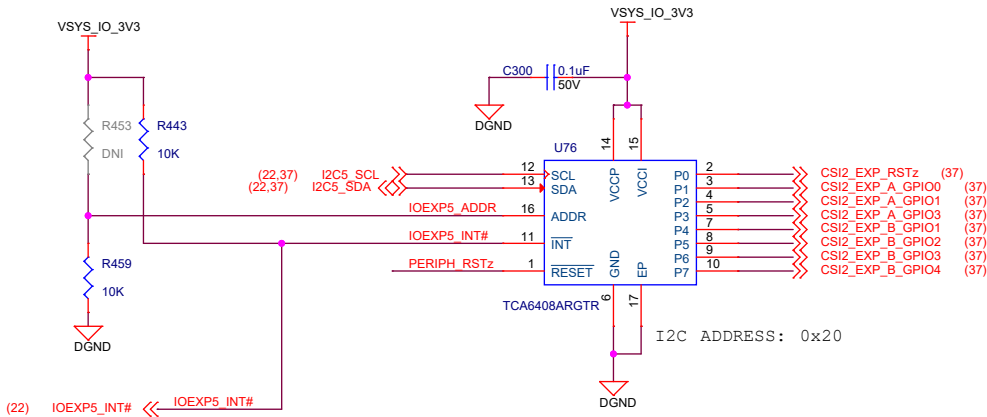 VSYS_IO_3V3
VSYS_IO_3V3
C300 0.1uF
50V
DGND
R453
DNI
R443
10K
U76
14
15
VCCP
VCCI
(22,37) I2C5_SCL 12 SCL
(22,37) I2C5_SDA 13 SDA
IOEXP5_ADDR 16 ADDR
IOEXP5_INT# 11 INT
PERIPH_RSTz 1 RESET
P0 2 CSI2_EXP_RSTz (37)
P1 3 CSI2_EXP_A_GPIO0 (37)
P2 4 CSI2_EXP_A_GPIO1 (37)
P3 5 CSI2_EXP_A_GPIO3 (37)
P4 7 CSI2_EXP_B_GPIO1 (37)
P5 8 CSI2_EXP_B_GPIO2 (37)
P6 9 CSI2_EXP_B_GPIO3 (37)
P7 10 CSI2_EXP_B_GPIO4 (37)
GND
EP
6
17
TCA6408ARGTR
R459
10K
DGND
I2C ADDRESS: 0x20
DGND
(22) IOEXP5_INT# IOEXP5_INT#